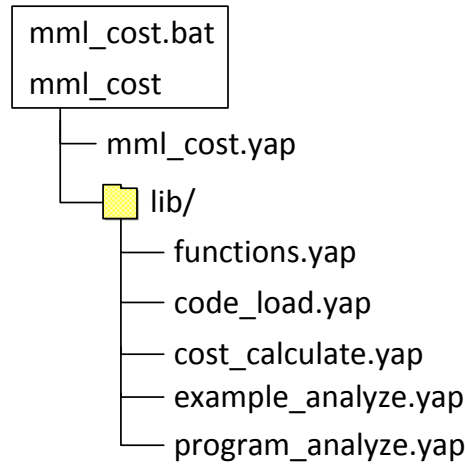 mml_cost.bat
mml_cost
mml_cost.yap
lib/
functions.yap
code_load.yap
cost_calculate.yap
example_analyze.yap
program_analyze.yap